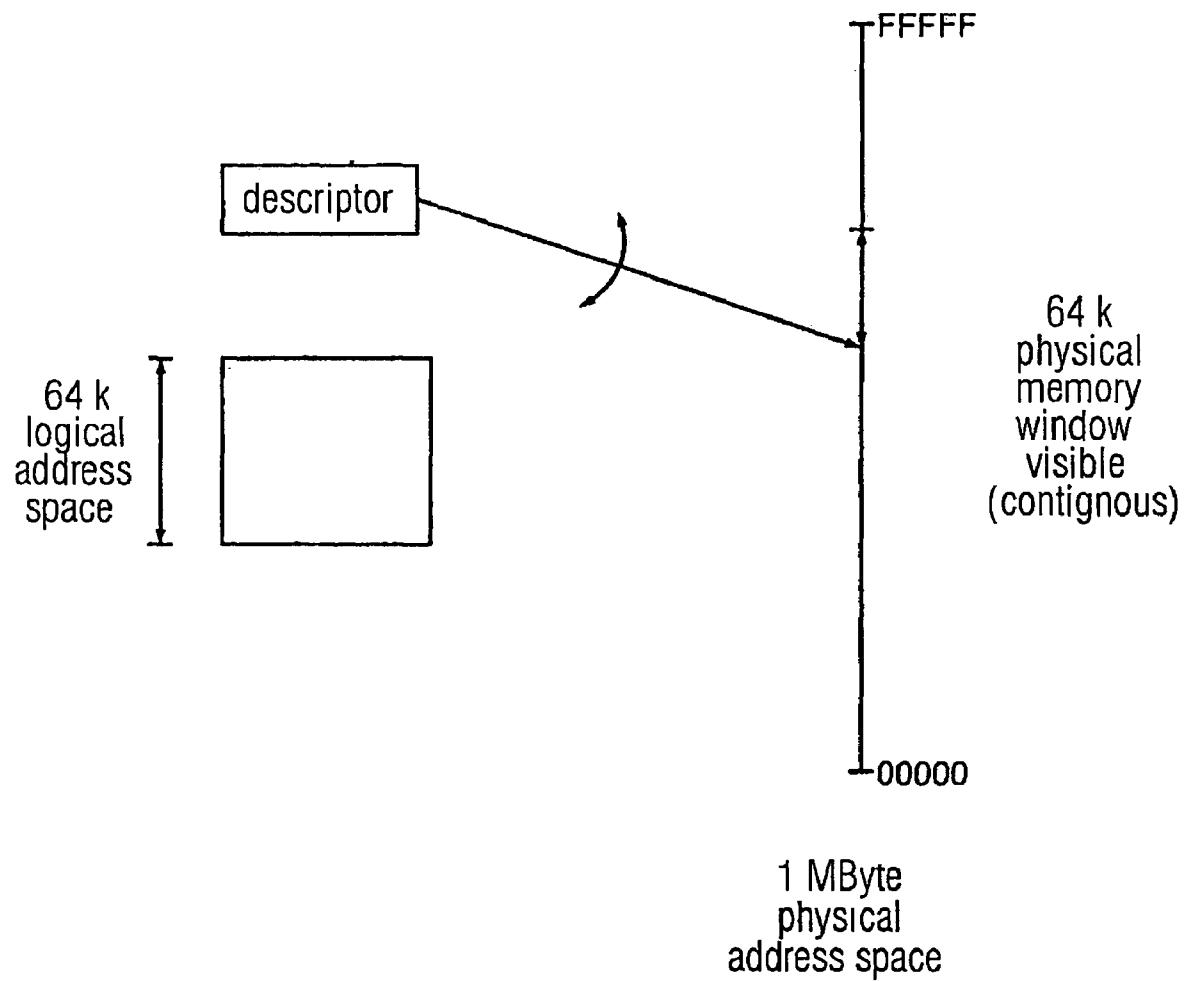 FFFFF
descriptor
64 k
logical
address
space
64 k
physical
memory
window
visible
(contignous)
00000
1 MByte
physical
address space